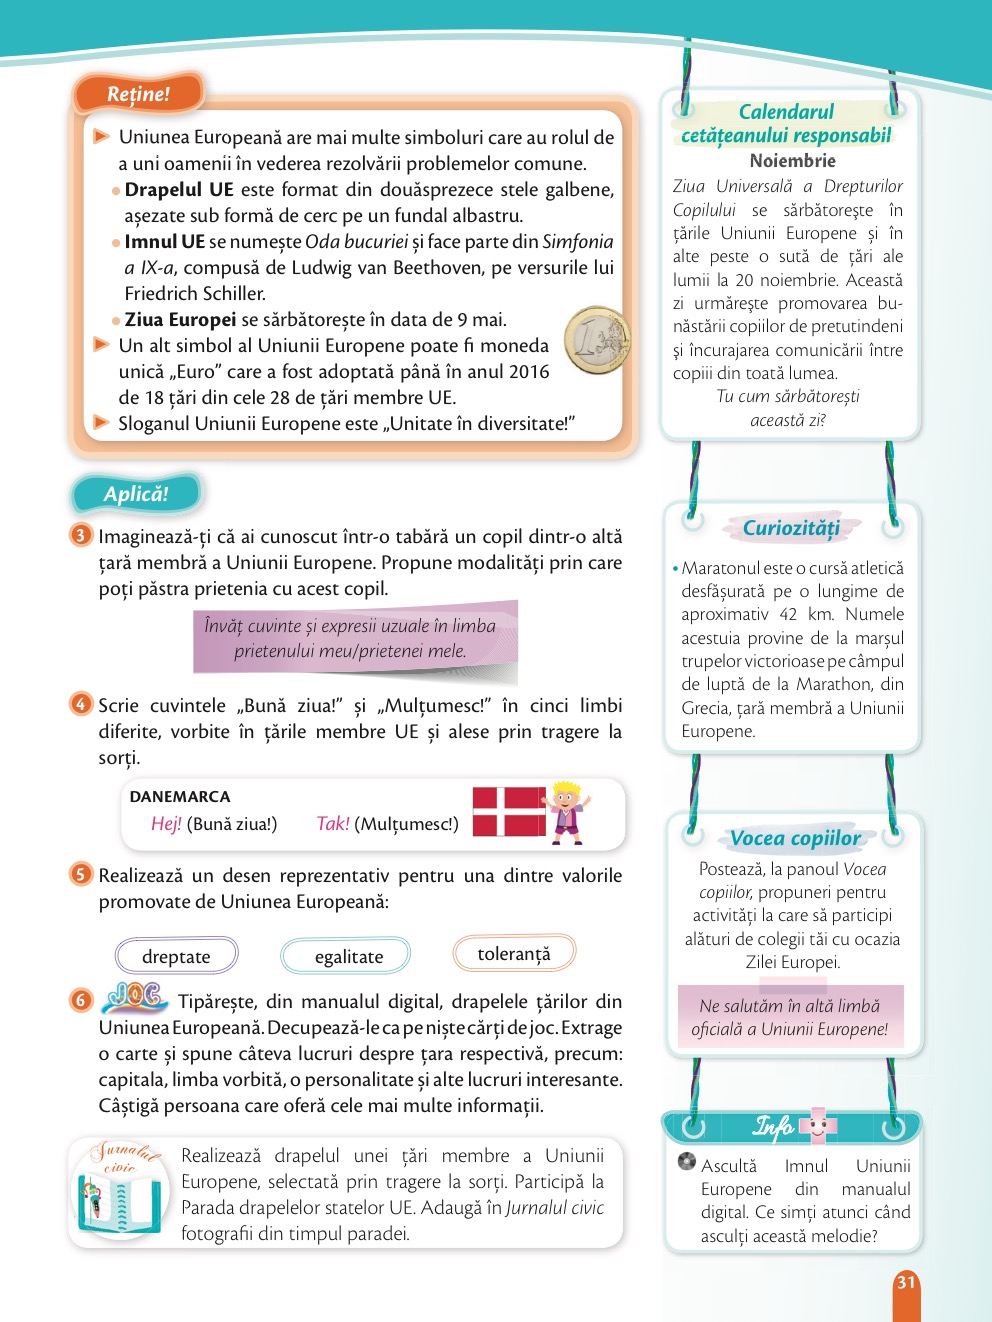 Reține!
Uniunea Europeană are mai multe simboluri care au rolul de
a uni oamenii în vederea rezolvării problemelor comune.
• Drapelul UE este format din douăsprezece stele galbene,
așezate sub formă de cerc pe un fundal albastru.
• Imnul UE se numește Oda bucuriei și face parte din Simfonia
a IX-a, compusă de Ludwig van Beethoven, pe versurile lui
Friedrich Schiller.
• Ziua Europei se sărbătorește în data de 9 mai.
Un alt simbol al Uniunii Europene poate fi moneda
unică „Euro” care a fost adoptată până în anul 2016
de 18 țări din cele 28 de țări membre UE.
Sloganul Uniunii Europene este „Unitate în diversitate!”
1
Aplică!
3 Imaginează-ți că ai cunoscut într-o tabără un copil dintr-o altă
țară membră a Uniunii Europene. Propune modalități prin care
poți păstra prietenia cu acest copil.
Învăț cuvinte și expresii uzuale în limba
prietenului meu/prietenei mele.
4 Scrie cuvintele „Bună ziua!” și „Mulțumesc!” în cinci limbi
diferite, vorbite în țările membre UE și alese prin tragere la
sorți.
DANEMARCA
Hej! (Bună ziua!) Tak! (Mulțumesc!)
5 Realizează un desen reprezentativ pentru una dintre valorile
promovate de Uniunea Europeană:
dreptate egalitate toleranță
6 JOC Tipărește, din manualul digital, drapelele țărilor din
Uniunea Europeană. Decupează-le ca pe niște cărți de joc. Extrage
o carte și spune câteva lucruri despre țara respectivă, precum:
capitala, limba vorbită, o personalitate și alte lucruri interesante.
Câștigă persoana care oferă cele mai multe informații.
Jurnalul
civic
Realizează drapelul unei țări membre a Uniunii
Europene, selectată prin tragere la sorți. Participă la
Parada drapelelor statelor UE. Adaugă în Jurnalul civic
fotografii din timpul paradei.
Calendarul
cetățeanului responsabil
Noiembrie
Ziua Universală a Drepturilor
Copilului se sărbătoreşte în
țările Uniunii Europene și în
alte peste o sută de țări ale
lumii la 20 noiembrie. Această
zi urmăreşte promovarea bu-
năstării copiilor de pretutindeni
şi încurajarea comunicării între
copiii din toată lumea.
Tu cum sărbătorești
această zi?
Curiozități
• Maratonul este o cursă atletică
desfășurată pe o lungime de
aproximativ 42 km. Numele
acestuia provine de la marșul
trupelor victorioase pe câmpul
de luptă de la Marathon, din
Grecia, țară membră a Uniunii
Europene.
Vocea copiilor
Postează, la panoul Vocea
copiilor, propuneri pentru
activități la care să participi
alături de colegii tăi cu ocazia
Zilei Europei.
Ne salutăm în altă limbă
oficială a Uniunii Europene!
Info
Ascultă Imnul Uniunii
Europene din manualul
digital. Ce simți atunci când
asculți această melodie?
31